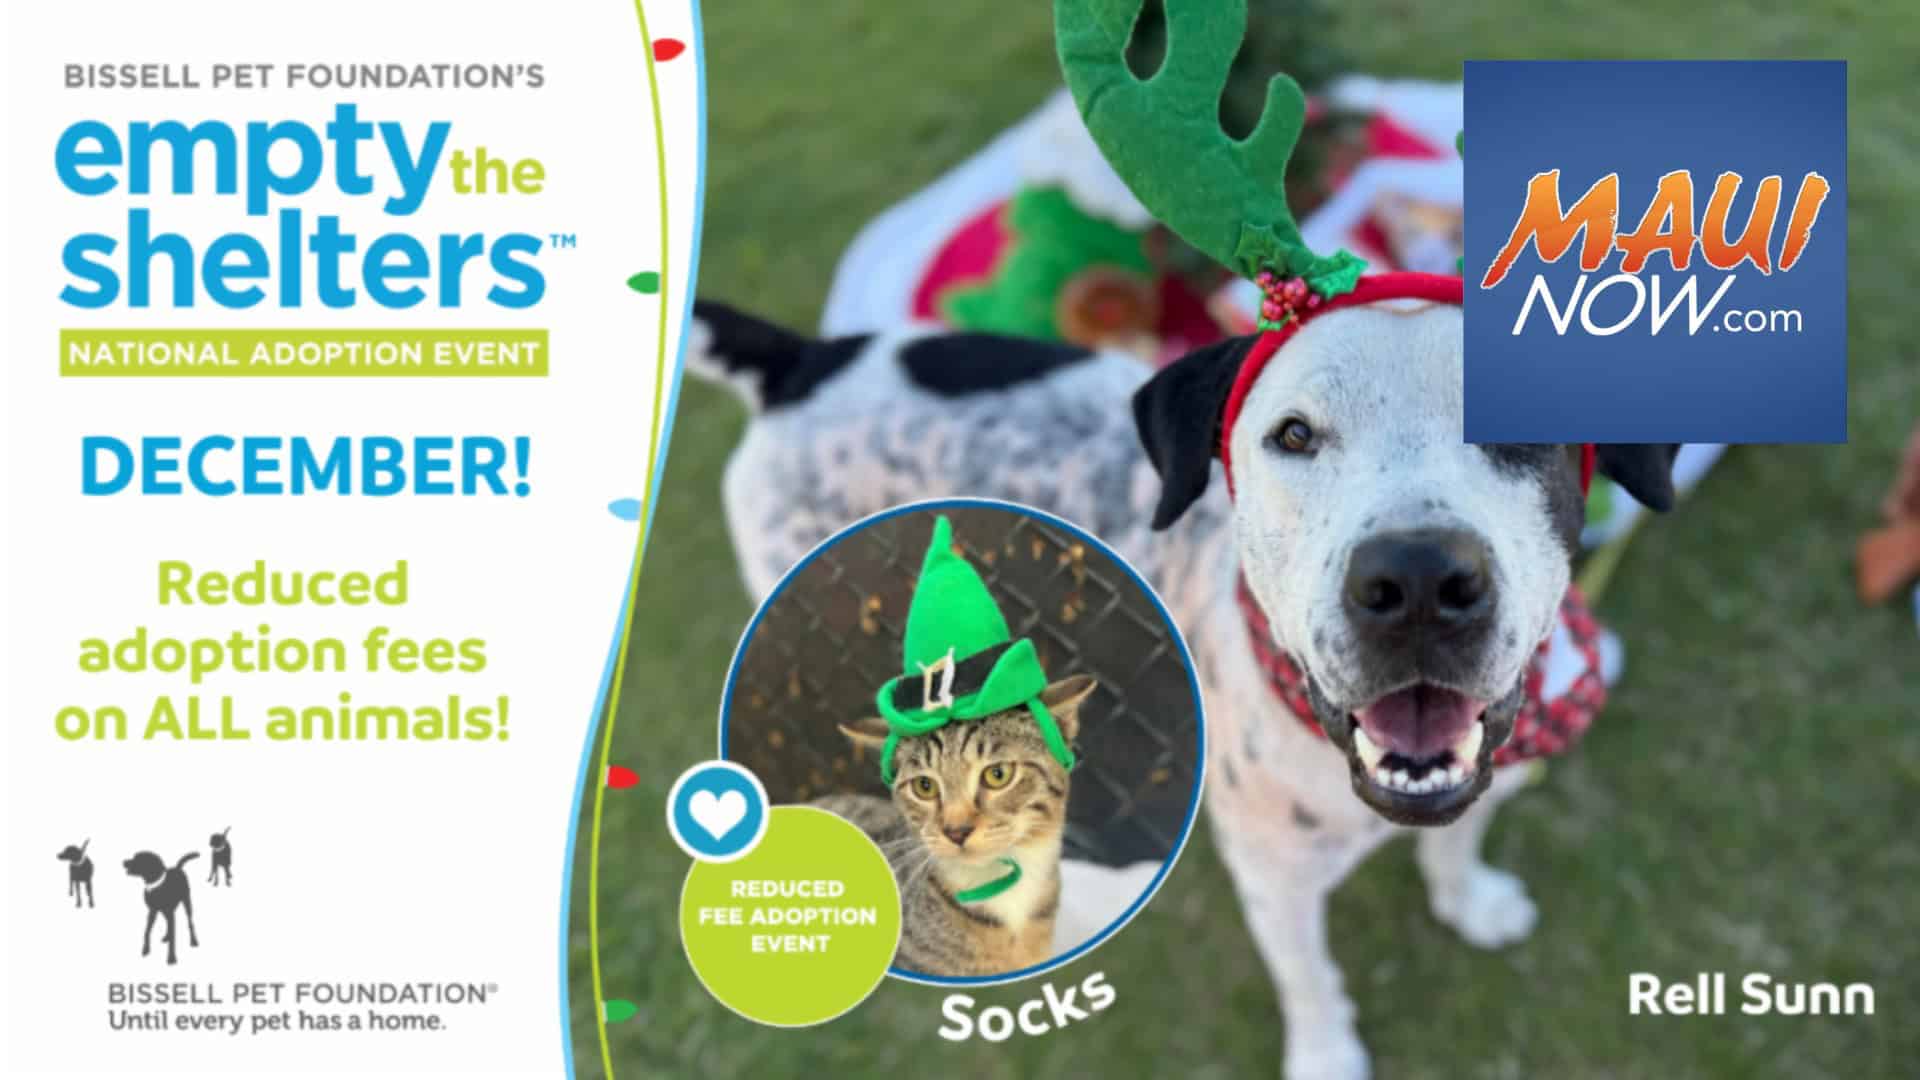 BISSELL PET FOUNDATION'S
empty the
shelters™
NATIONAL ADOPTION EVENT
DECEMBER!
Reduced
adoption fees
on ALL animals!
BISSELL PET FOUNDATION®
Until every pet has a home.
REDUCED
FEE ADOPTION
EVENT
Socks
MAUI
NOW.com
Rell Sunn